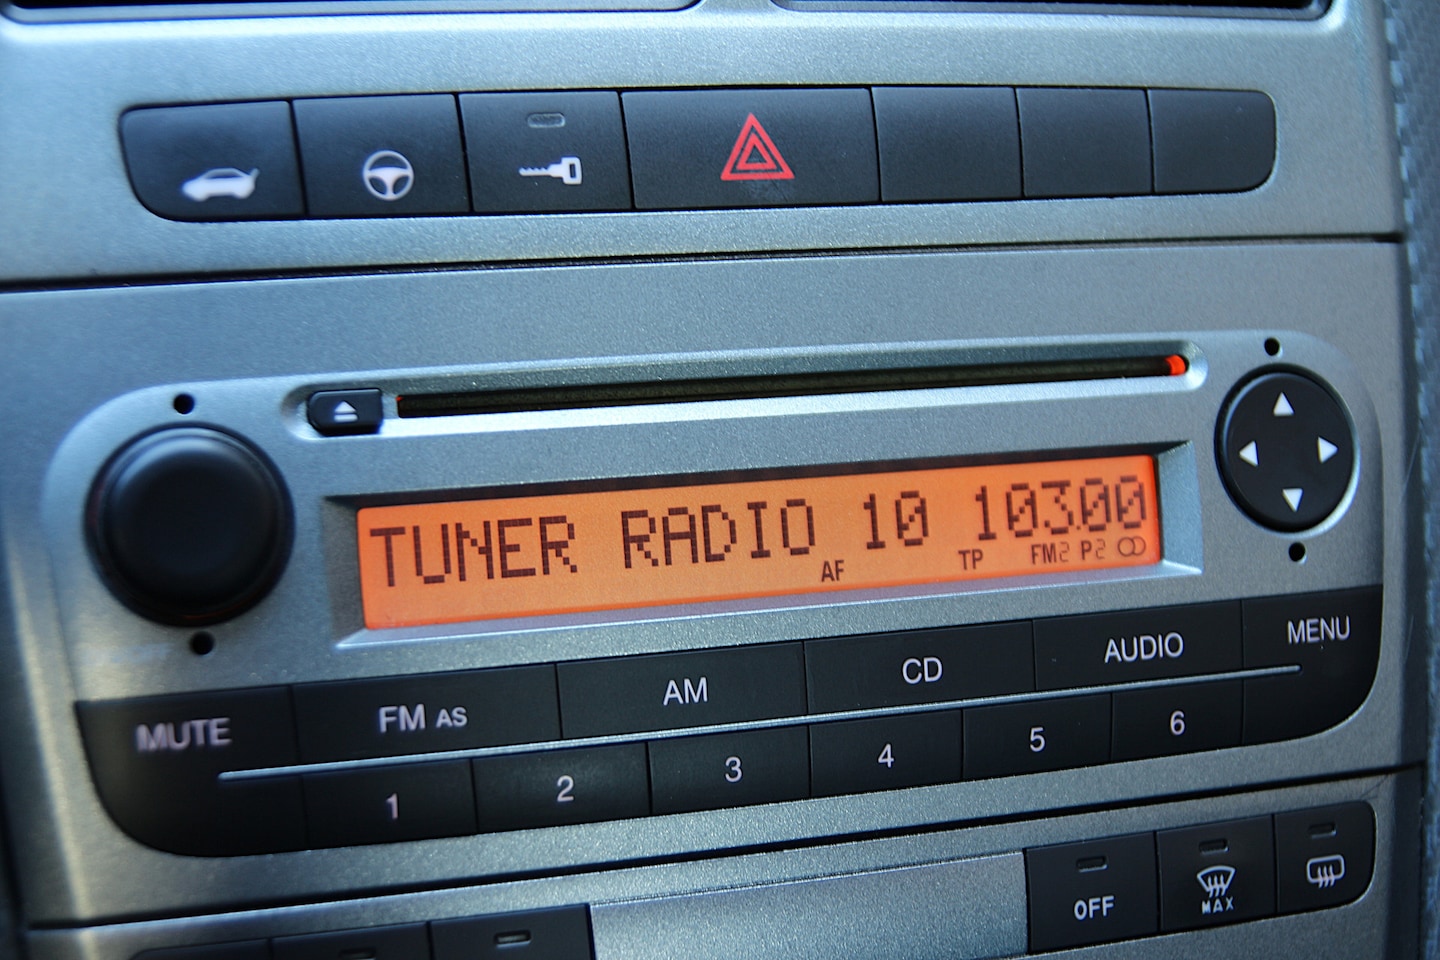 TUNER RADIO 10 103.00
AF TP FM2 P2
MUTE FM AS AM CD AUDIO MENU
1 2 3 4 5 6
OFF MAX